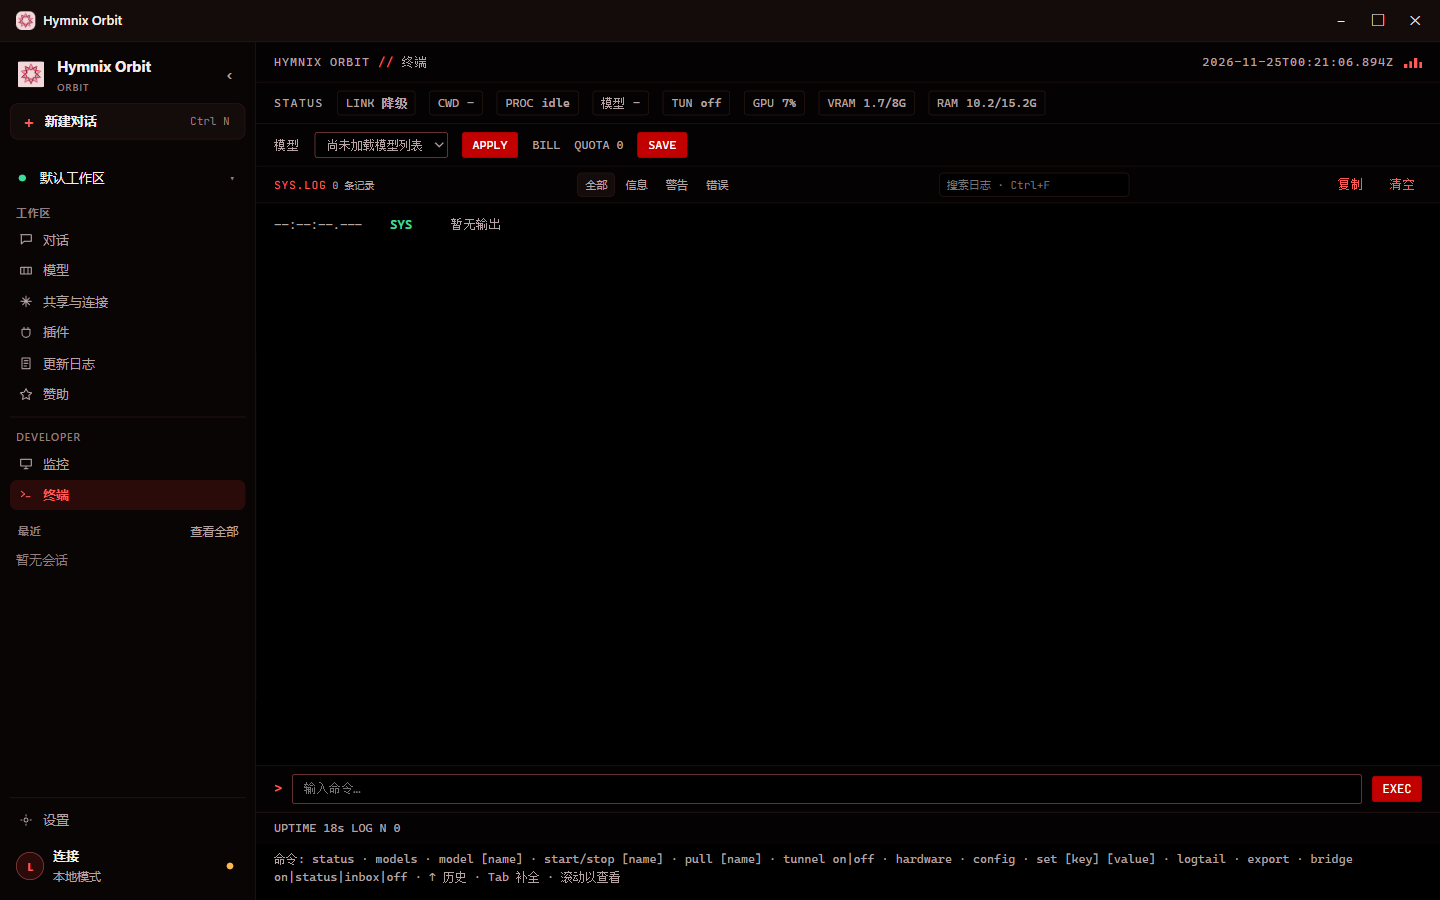 Hymnix Orbit
Hymnix Orbit
ORBIT
+ 新建对话 Ctrl N
默认工作区
工作区
对话
模型
共享与连接
插件
更新日志
赞助
DEVELOPER
监控
终端
最近 查看全部
暂无会话
设置
L
连接
本地模式
HYMNIX ORBIT // 终端 2026-11-25T00:21:06.894Z
STATUS LINK 降级 CWD — PROC idle 模型 — TUN off GPU 7% VRAM 1.7/8G RAM 10.2/15.2G
模型 尚未加载模型列表 APPLY BILL QUOTA 0 SAVE
SYS.LOG 0 条记录 全部 信息 警告 错误 搜索日志 · Ctrl+F 复制 清空
--:--:--.--- SYS 暂无输出
> 输入命令… EXEC
UPTIME 18s LOG N 0
命令: status · models · model [name] · start/stop [name] · pull [name] · tunnel on|off · hardware · config · set [key] [value] · logtail · export · bridge
on|status|inbox|off · ↑ 历史 · Tab 补全 · 滚动以查看